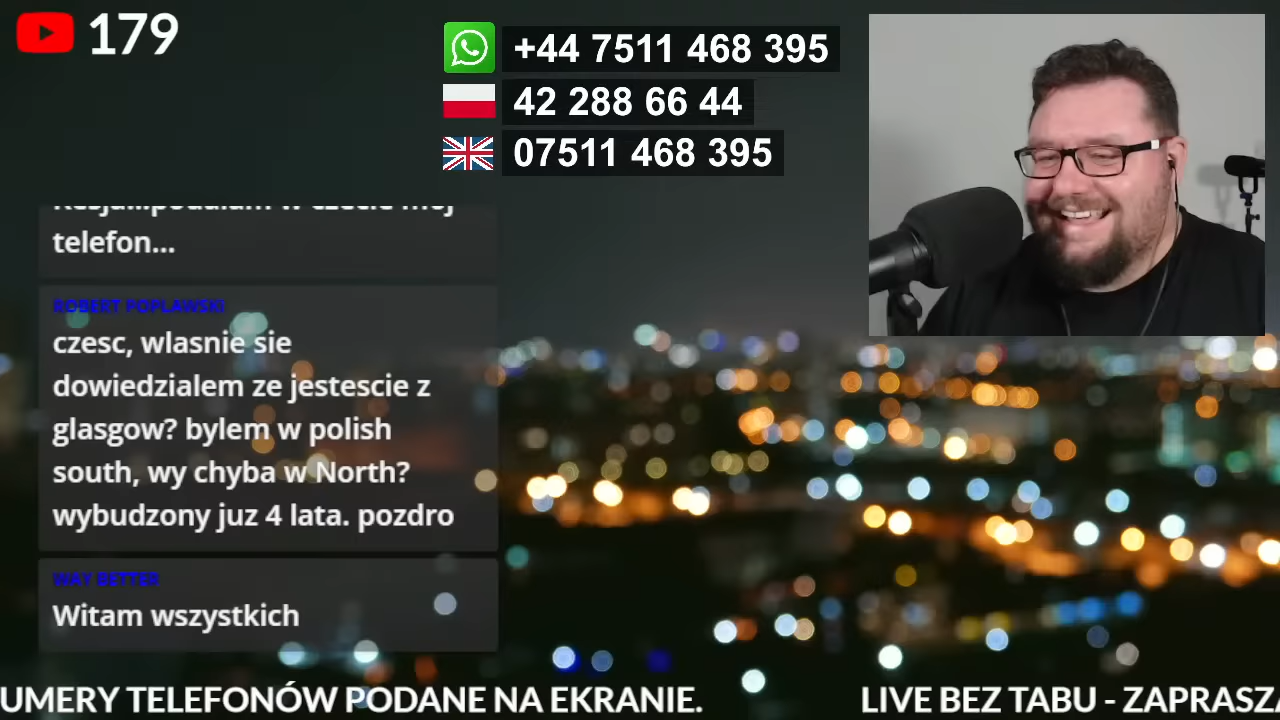 179
+44 7511 468 395
42 288 66 44
07511 468 395
telefon...
ROBERT POPLAWSKI
czesc, wlasnie sie
dowiedzialem ze jestescie z
glasgow? bylem w polish
south, wy chyba w North?
wybudzony juz 4 lata. pozdro
WAY BETTER
Witam wszystkich
UMERY TELEFONÓW PODANE NA EKRANIE. LIVE BEZ TABU - ZAPRASZA